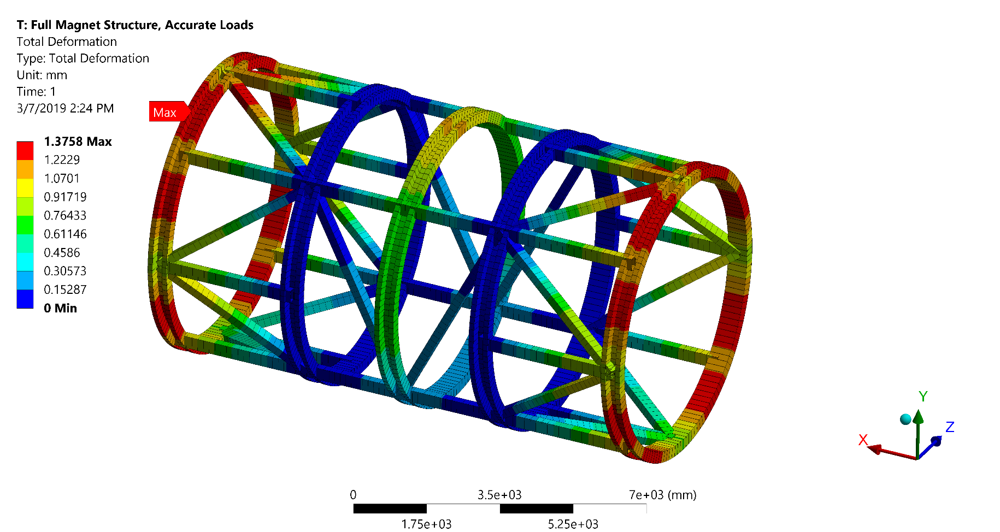 T: Full Magnet Structure, Accurate Loads
Total Deformation
Type: Total Deformation
Unit: mm
Time: 1
3/7/2019 2:24 PM
Max
1.3758 Max
1.2229
1.0701
0.91719
0.76433
0.61146
0.4586
0.30573
0.15287
0 Min
Y
Z
X
0 3.5e+03 7e+03 (mm)
1.75e+03 5.25e+03